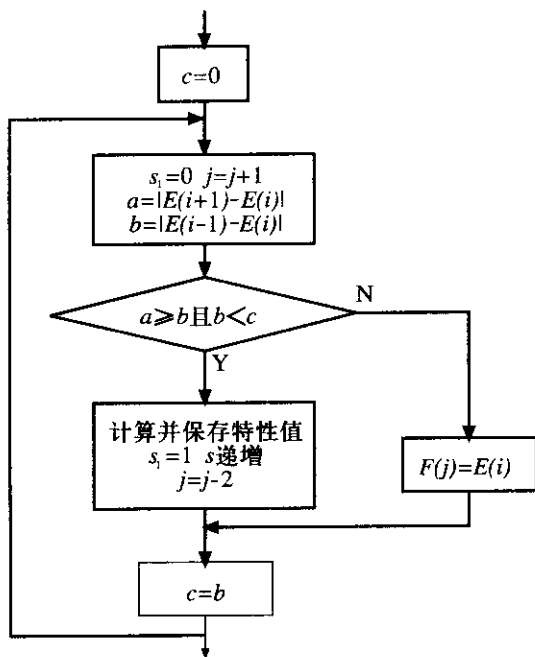 c=0
s₁=0 j=j+1
a=|E(i+1)-E(i)|
b=|E(i-1)-E(i)|
a≥b且b<c
N
Y
计算并保存特性值
s₁=1 s递增
j=j-2
F(j)=E(i)
c=b